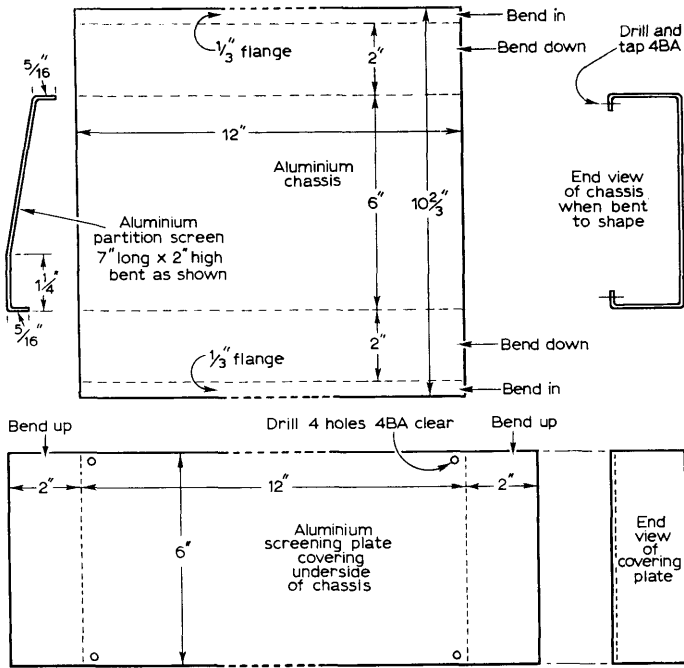 Bend in
Drill and
tap 4BA
1/3" flange
Bend down
5/16"
2"
12"
Aluminium
chassis
6"
10 2/3"
End view
of chassis
when bent
to shape
Aluminium
partition screen
7" long x 2" high
bent as shown
1 1/4"
5/16"
2"
Bend down
1/3" flange
Bend in
Bend up
Drill 4 holes 4BA clear
Bend up
2"
12"
2"
6"
Aluminium
screening plate
covering
underside
of chassis
End
view
of
covering
plate